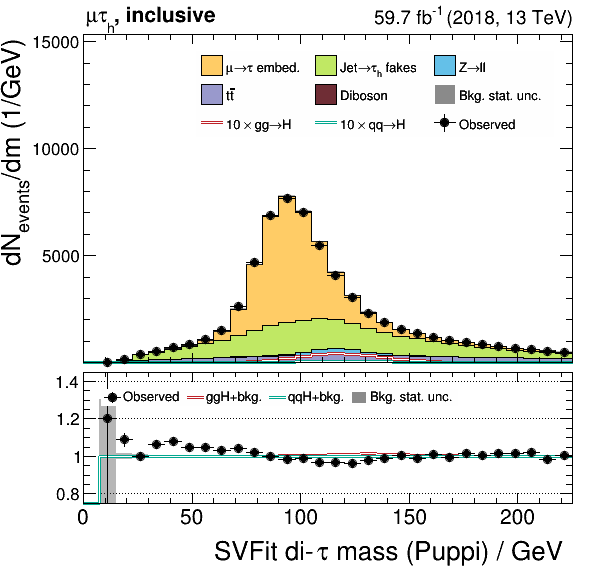 μτh, inclusive 59.7 fb⁻¹ (2018, 13 TeV)
dNevents/dm (1/GeV)
15000
10000
5000
μ→τ embed. Jet→τh fakes Z→ll
tt̄ Diboson Bkg. stat. unc.
10 × gg→H 10 × qq→H Observed
1.4
1.2
1
0.8
Observed ggH+bkg. qqH+bkg. Bkg. stat. unc.
0 50 100 150 200
SVFit di-τ mass (Puppi) / GeV